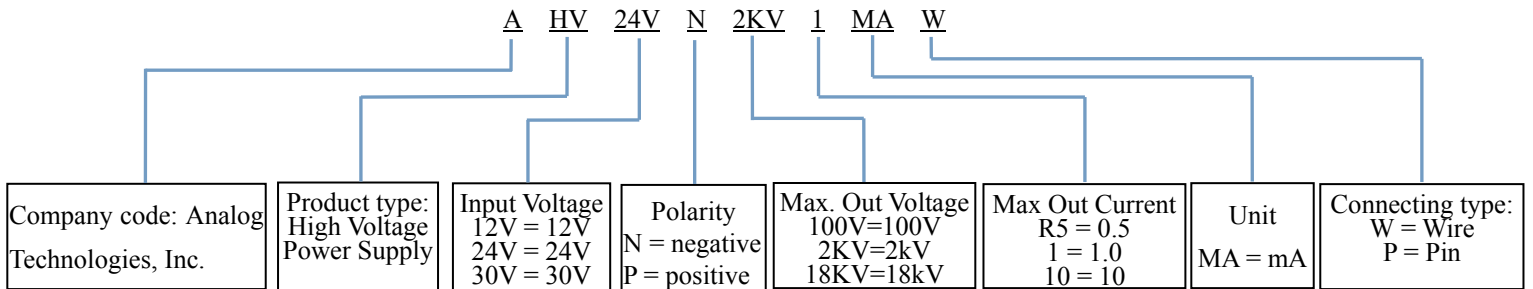 A HV 24V N 2KV 1 MA W
Company code: Analog
Technologies, Inc.
Product type:
High Voltage
Power Supply
Input Voltage
12V = 12V
24V = 24V
30V = 30V
Polarity
N = negative
P = positive
Max. Out Voltage
100V=100V
2KV=2kV
18KV=18kV
Max Out Current
R5 = 0.5
1 = 1.0
10 = 10
Unit
MA = mA
Connecting type:
W = Wire
P = Pin